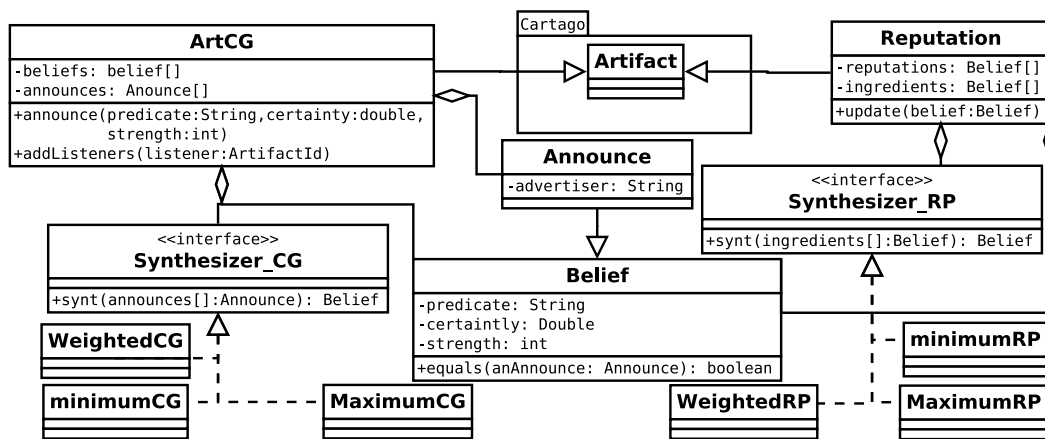 ArtCG
-beliefs: belief[]
-announces: Anounce[]
+announce(predicate:String,certainty:double,
strength:int)
+addListeners(listener:ArtifactId)
Cartago
Artifact
Reputation
-reputations: Belief[]
-ingredients: Belief[]
+update(belief:Belief)
Announce
-advertiser: String
<<interface>>
Synthesizer_RP
+synt(ingredients[]:Belief): Belief
<<interface>>
Synthesizer_CG
+synt(announces[]:Announce): Belief
Belief
-predicate: String
-certaintly: Double
-strength: int
+equals(anAnnounce: Announce): boolean
WeightedCG
minimumCG
MaximumCG
minimumRP
WeightedRP
MaximumRP